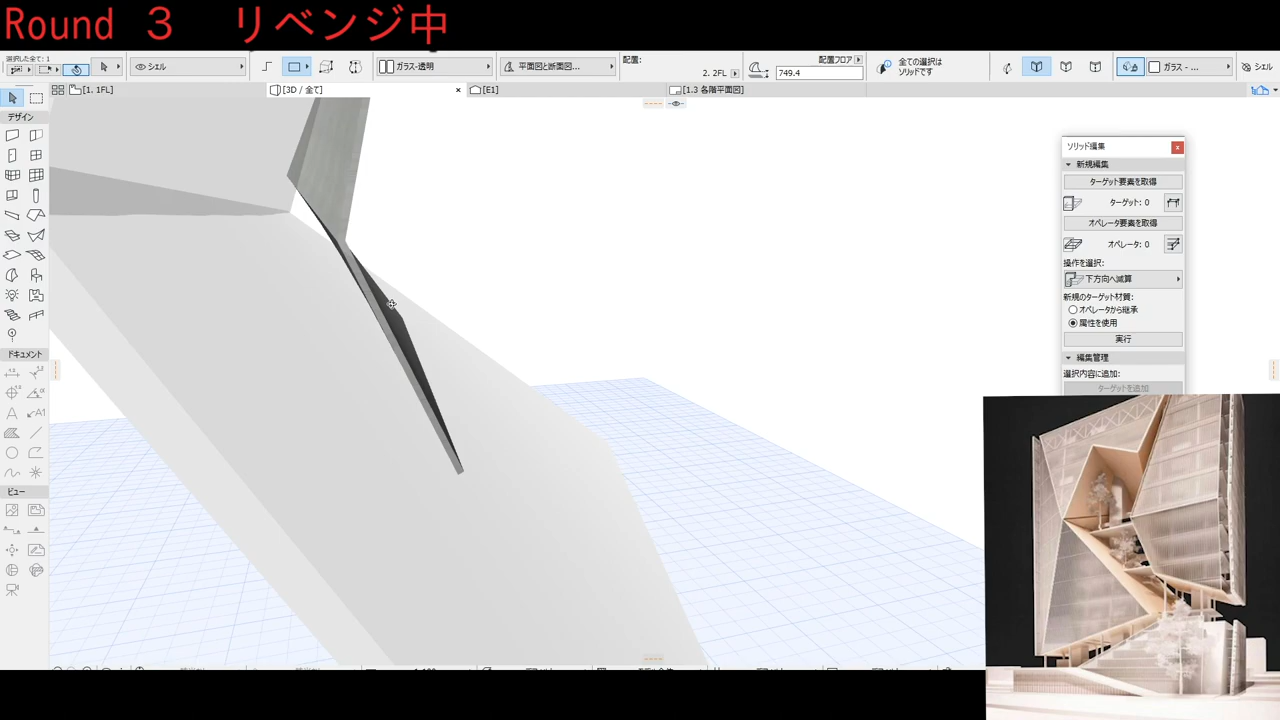 Round 3 リベンジ中
選択した全て: 1
シェル
ガラス-透明
平面図と断面図...
配置:
2. 2FL
配置フロア
749.4
全ての選択は
ソリッドです
ガラス - ...
シェル
[1. 1FL]
[3D / 全て]
[E1]
[1.3 各階平面図]
デザイン
ドキュメント
ビュー
ソリッド編集
新規編集
ターゲット要素を取得
ターゲット: 0
オペレータ要素を取得
オペレータ: 0
操作を選択:
下方向へ減算
新規のターゲット材質:
オペレータから継承
属性を使用
実行
編集管理
選択内容に追加:
ターゲットを追加